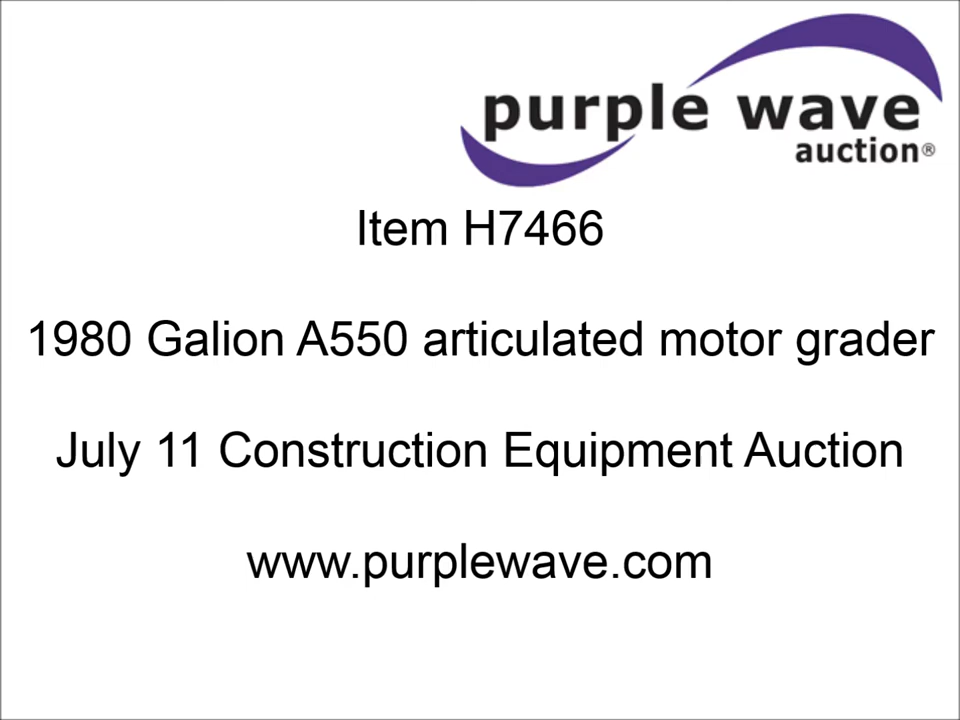 purple wave
auction®
Item H7466
1980 Galion A550 articulated motor grader
July 11 Construction Equipment Auction
www.purplewave.com